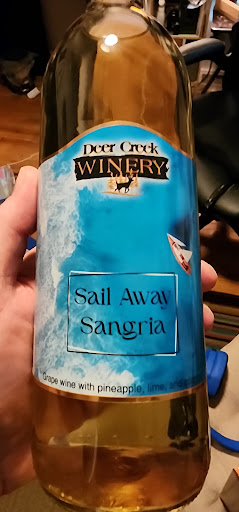 Deer Creek
WINERY
Sail Away
Sangria
Grape wine with pineapple, lime,